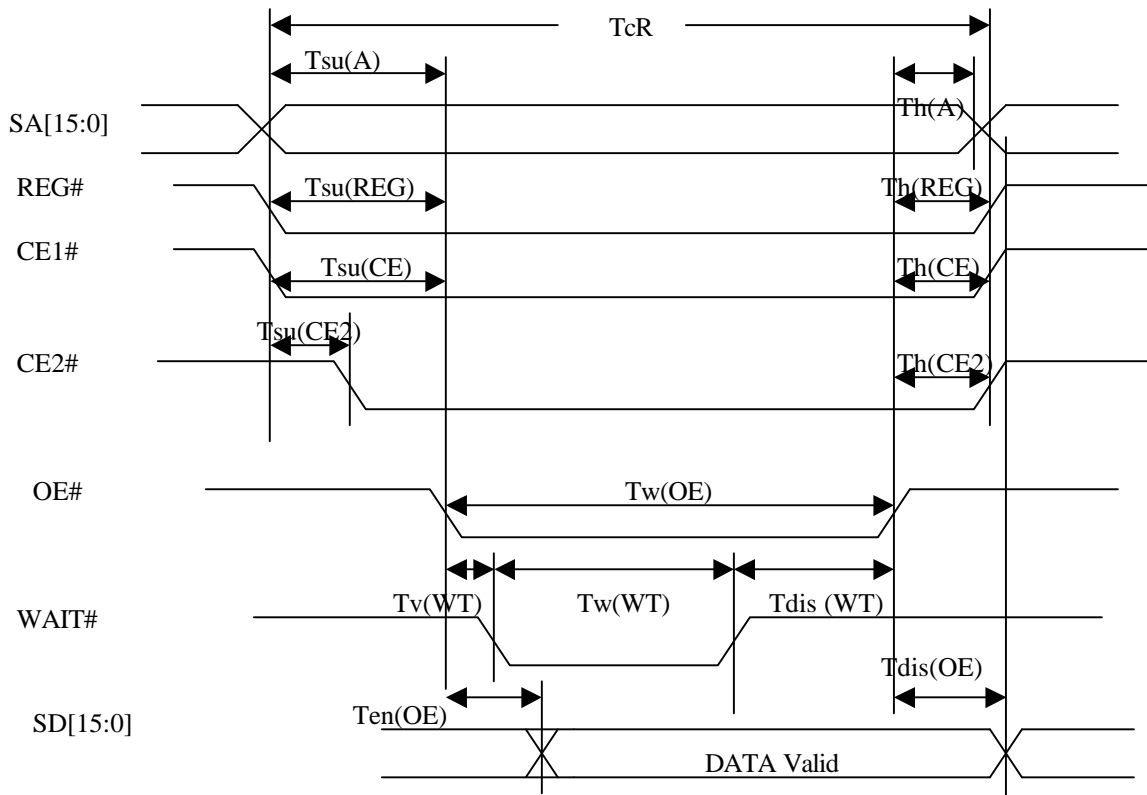 TcR
Tsu(A)
Th(A)
SA[15:0]
REG#
Tsu(REG)
Th(REG)
CE1#
Tsu(CE)
Th(CE)
Tsu(CE2)
CE2#
Th(CE2)
OE#
Tw(OE)
Tv(WT)
Tw(WT)
Tdis (WT)
WAIT#
Tdis(OE)
SD[15:0]
Ten(OE)
DATA Valid